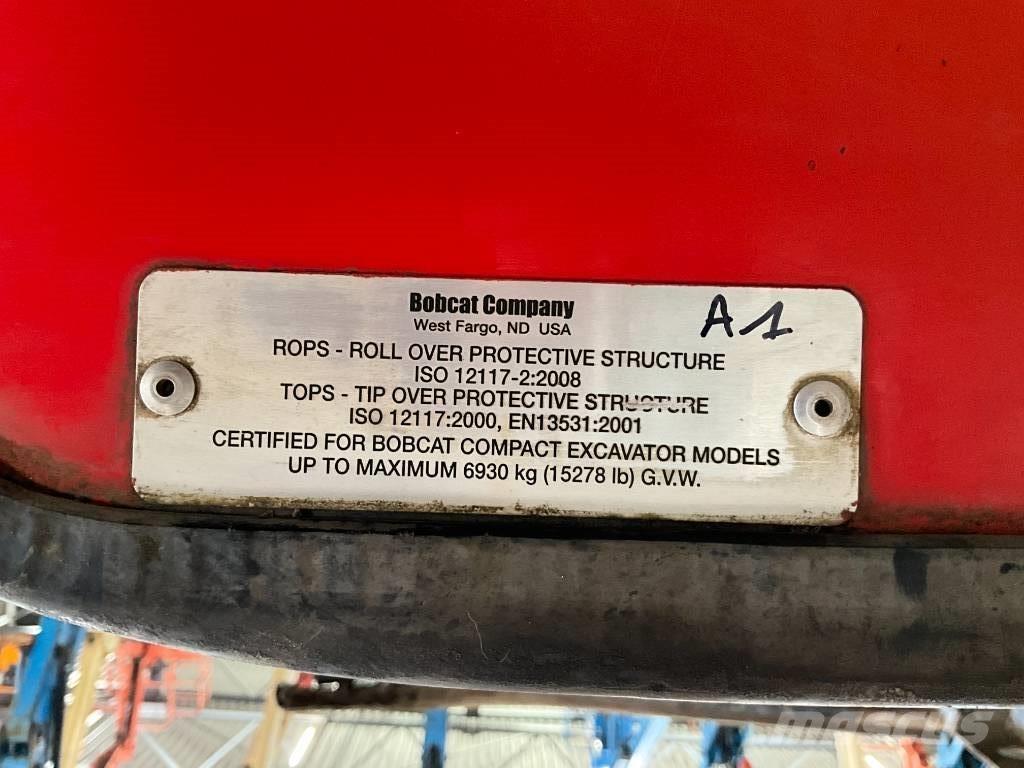 Bobcat Company
West Fargo, ND USA
A1
ROPS - ROLL OVER PROTECTIVE STRUCTURE
ISO 12117-2:2008
TOPS - TIP OVER PROTECTIVE STRUCTURE
ISO 12117:2000, EN13531:2001
CERTIFIED FOR BOBCAT COMPACT EXCAVATOR MODELS
UP TO MAXIMUM 6930 kg (15278 lb) G.V.W.
MASCUS